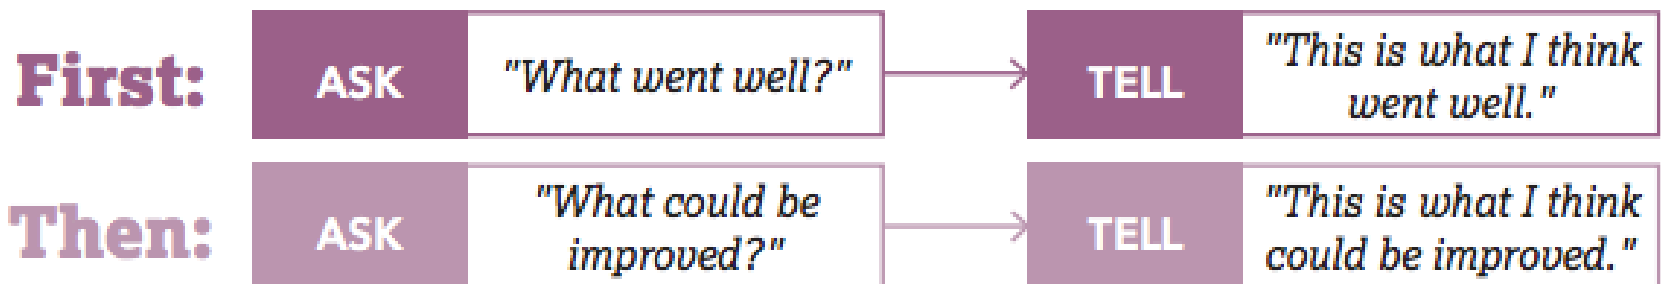 First:
ASK
"What went well?"
TELL
"This is what I think
went well."
Then:
ASK
"What could be
improved?"
TELL
"This is what I think
could be improved."